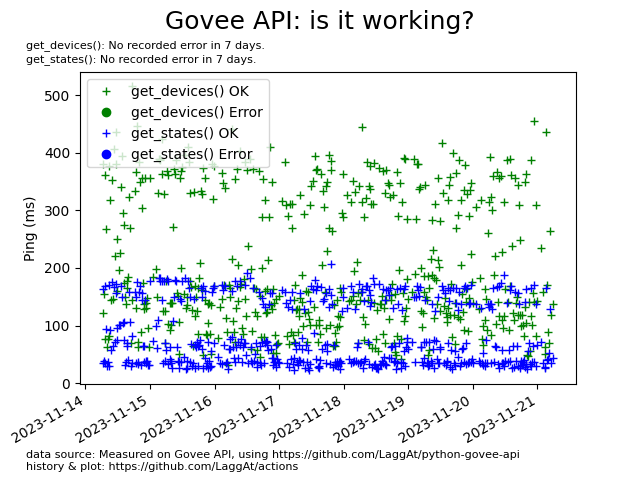 Govee API: is it working?
get_devices(): No recorded error in 7 days.
get_states(): No recorded error in 7 days.
get_devices() OK
get_devices() Error
get_states() OK
get_states() Error
Ping (ms)
500
400
300
200
100
0
2023-11-14
2023-11-15
2023-11-16
2023-11-17
2023-11-18
2023-11-19
2023-11-20
2023-11-21
data source: Measured on Govee API, using https://github.com/LaggAt/python-govee-api
history & plot: https://github.com/LaggAt/actions